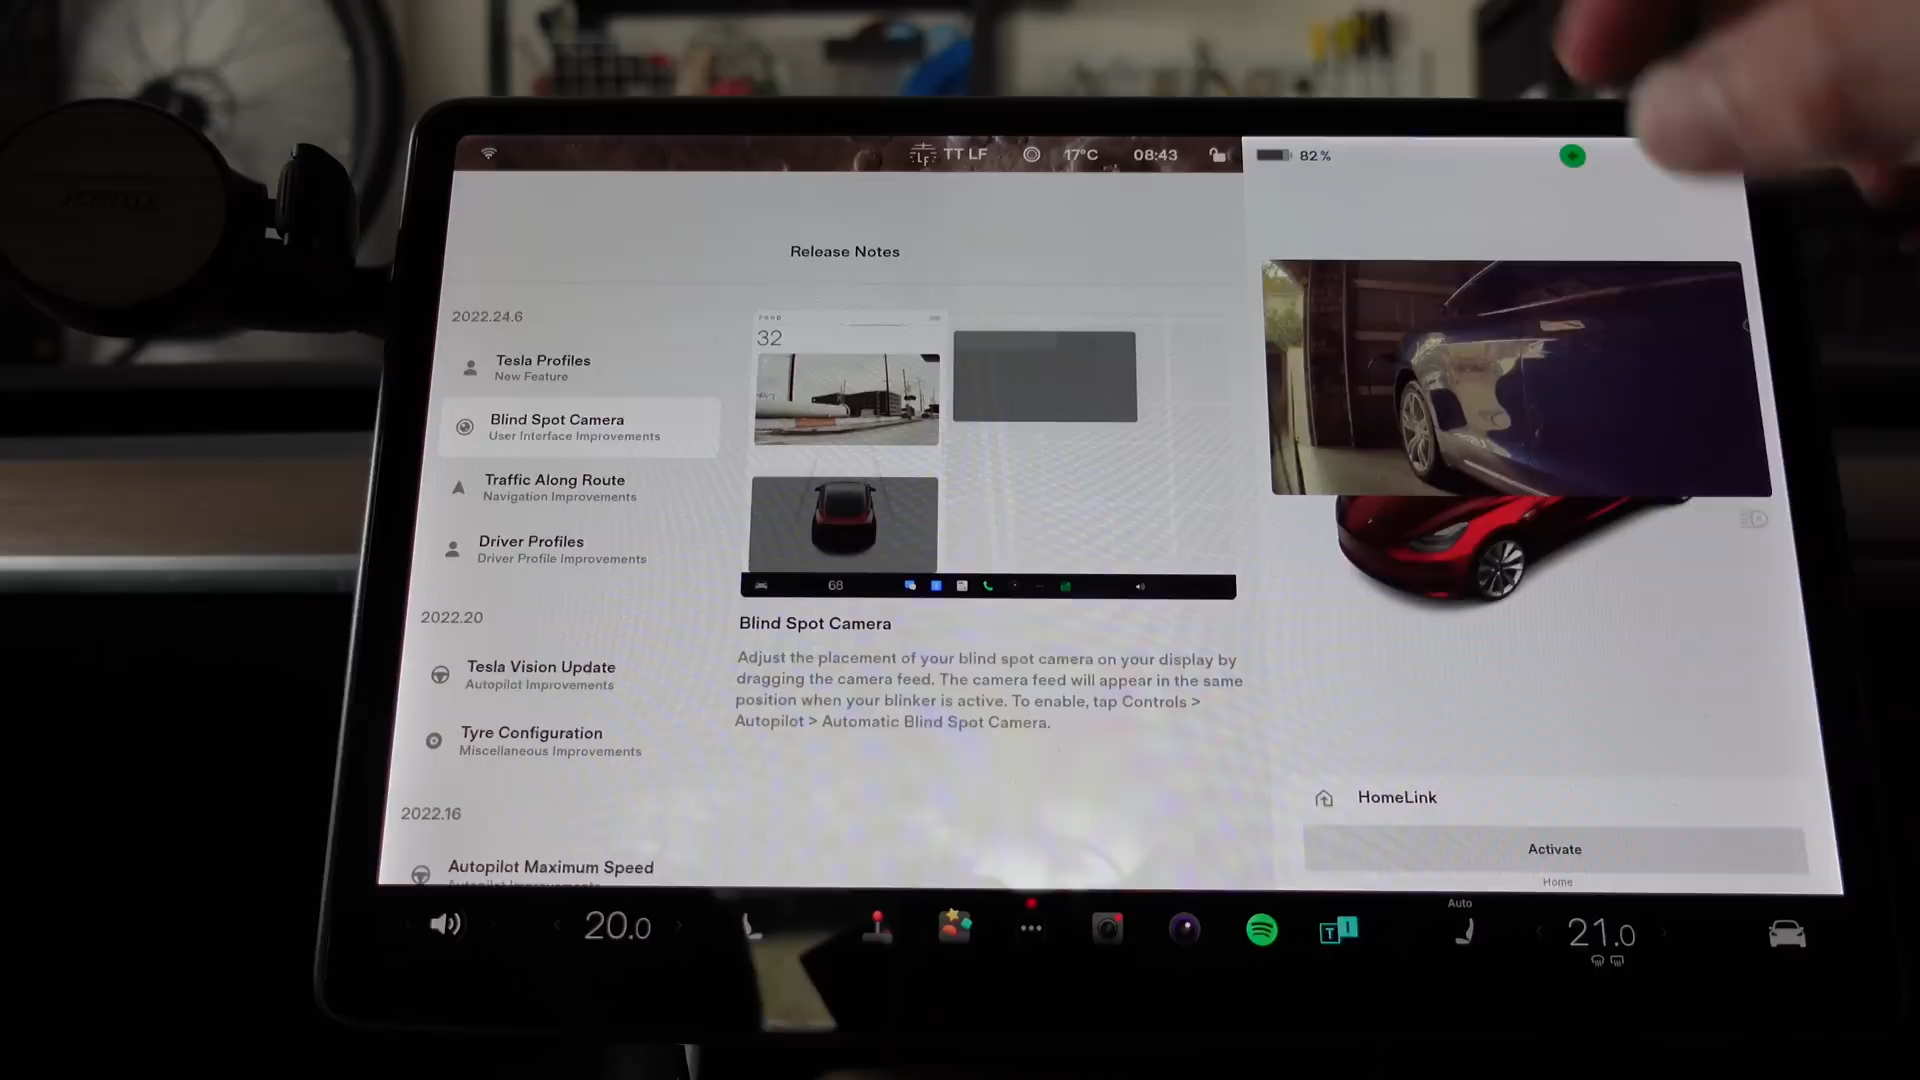 TT LF
17°C
08:43
82 %
Release Notes
2022.24.6
Tesla Profiles
New Feature
Blind Spot Camera
User Interface Improvements
Traffic Along Route
Navigation Improvements
Driver Profiles
Driver Profile Improvements
2022.20
Tesla Vision Update
Autopilot Improvements
Tyre Configuration
Miscellaneous Improvements
2022.16
Autopilot Maximum Speed
Autopilot Improvements
PRND
32
68
Blind Spot Camera
Adjust the placement of your blind spot camera on your display by
dragging the camera feed. The camera feed will appear in the same
position when your blinker is active. To enable, tap Controls >
Autopilot > Automatic Blind Spot Camera.
HomeLink
Activate
Home
20.0
T I
Auto
21.0